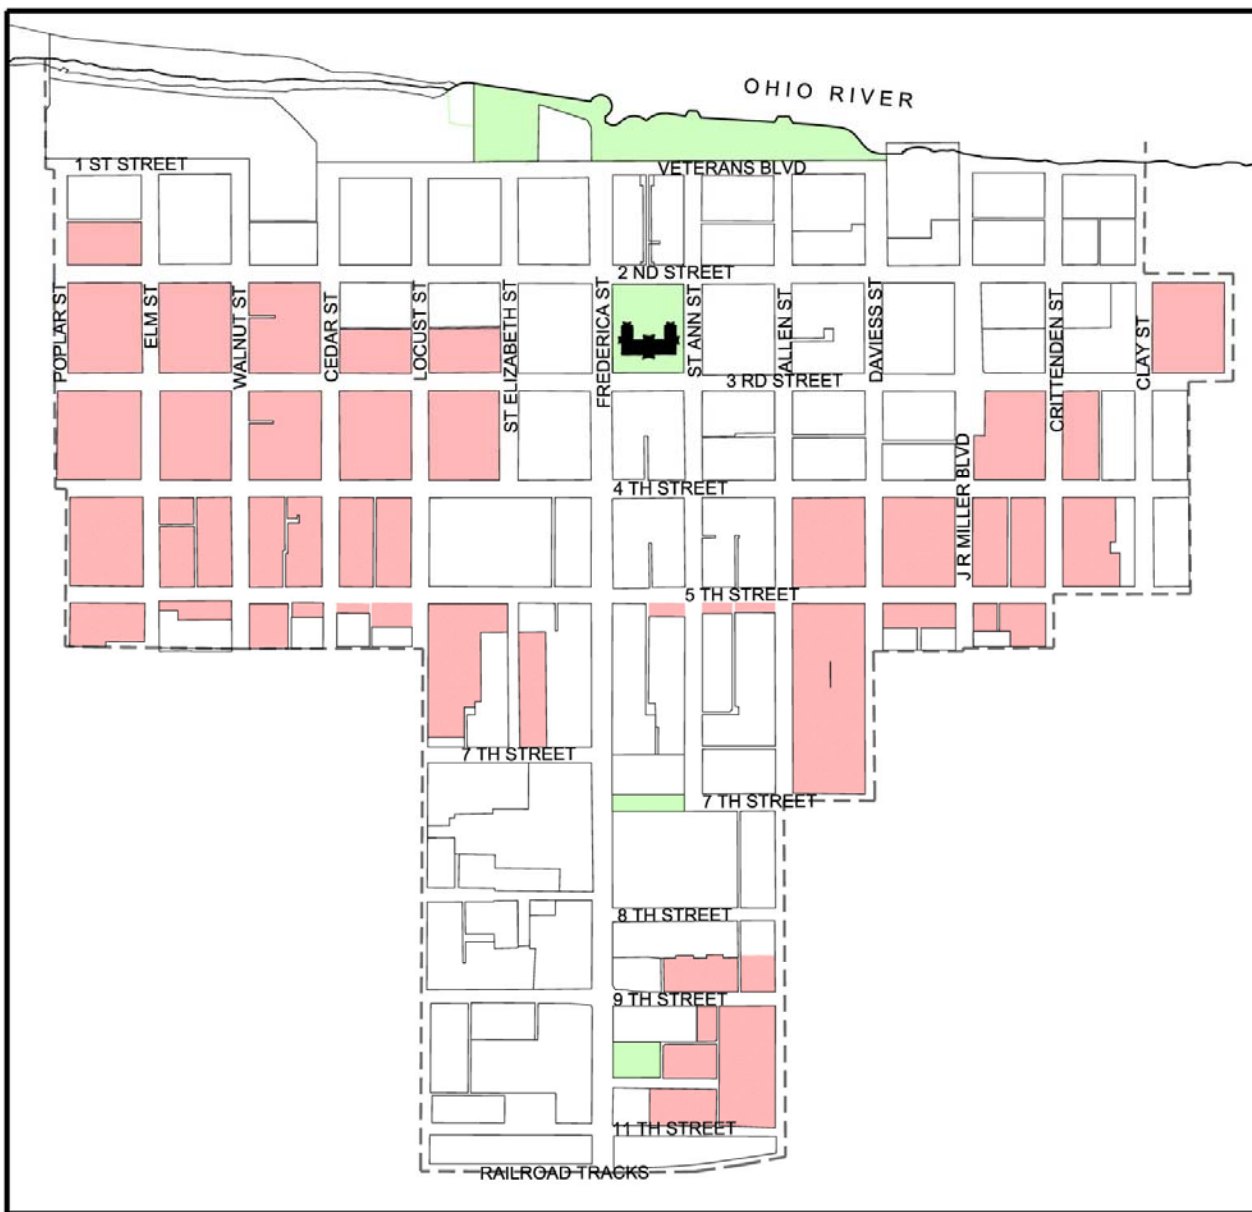 OHIO RIVER
1 ST STREET
VETERANS BLVD
2 ND STREET
POPLAR ST
ELM ST
WALNUT ST
CEDAR ST
LOCUST ST
ST ELIZABETH ST
FREDERICA ST
ST ANN ST
ALLEN ST
DAVIESS ST
J R MILLER BLVD
CRITTENDEN ST
CLAY ST
3 RD STREET
4 TH STREET
5 TH STREET
7 TH STREET
7 TH STREET
8 TH STREET
9 TH STREET
11 TH STREET
RAILROAD TRACKS